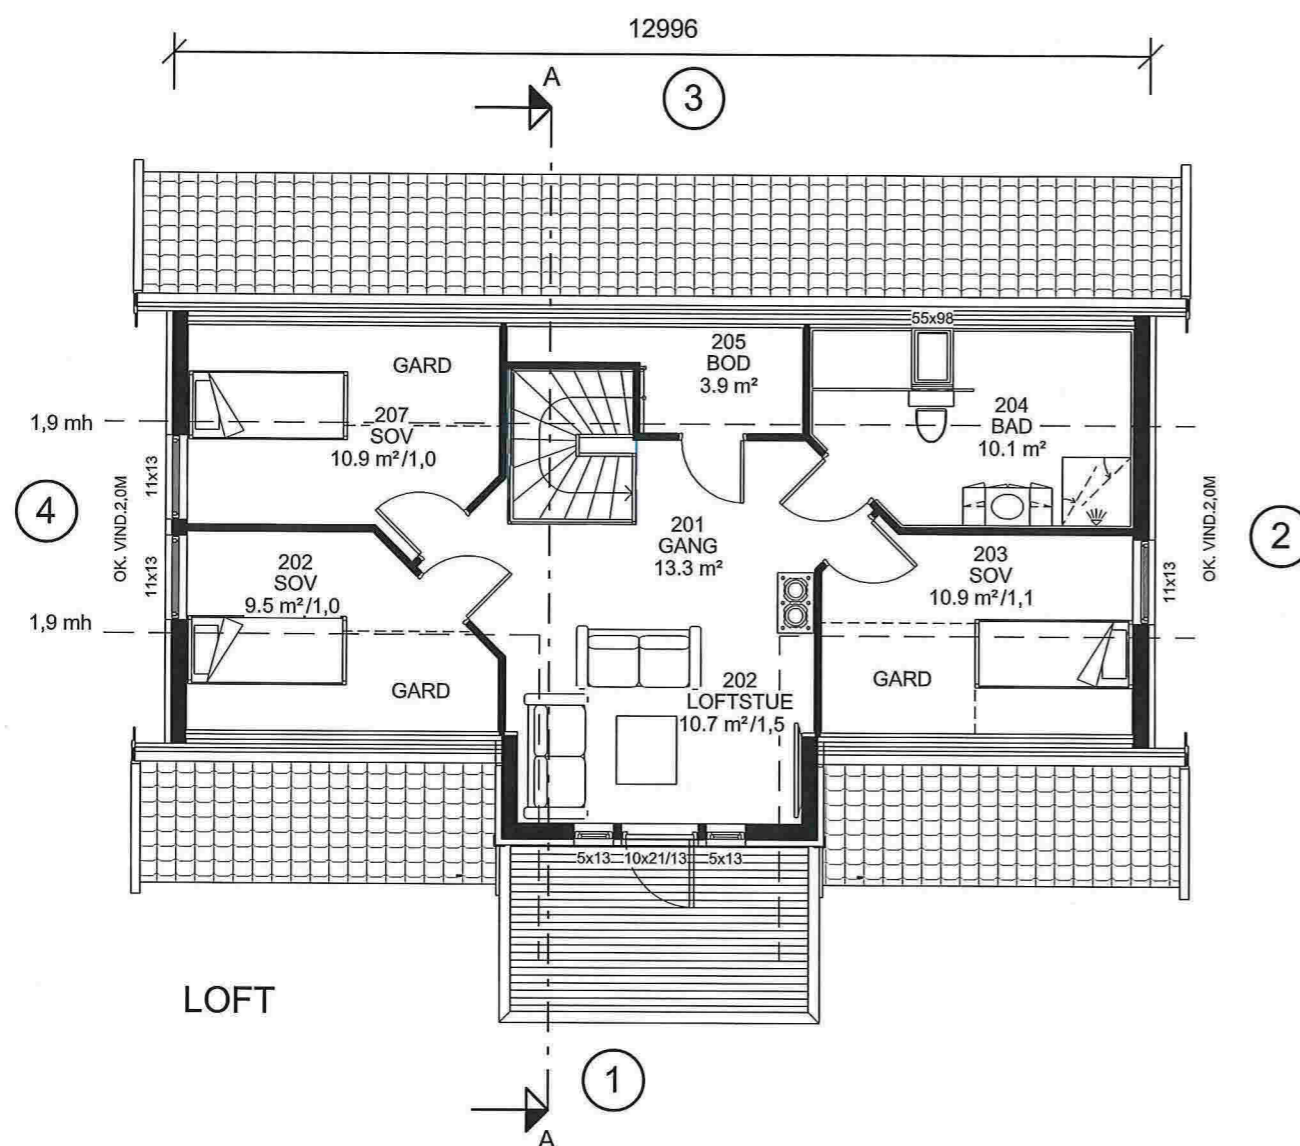 12996
A
3
55x98
205
BOD
3.9 m²
GARD
207
SOV
10.9 m²/1,0
204
BAD
10.1 m²
1,9 mh
11x13
OK. VIND.2,0M
4
201
GANG
13.3 m²
OK. VIND.2,0M
2
202
SOV
9.5 m²/1,0
11x13
203
SOV
10.9 m²/1,1
11x13
1,9 mh
GARD
202
LOFTSTUE
10.7 m²/1,5
GARD
5x13 10x21/13 5x13
LOFT
1
A